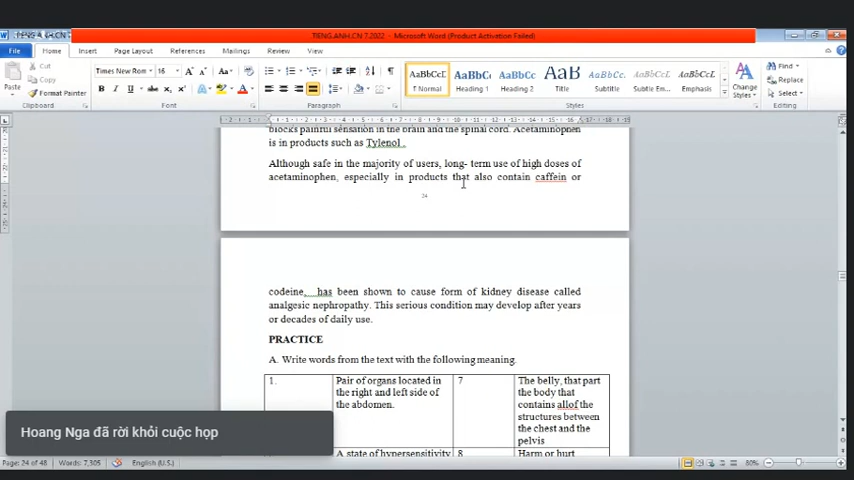 TIENG.ANH.CN
TIENG.ANH.CN 7.2022 - Microsoft Word (Product Activation Failed)
File Home Insert Page Layout References Mailings Review View
Cut
Copy
Format Painter
Paste
Clipboard
Times New Rom 16
Font
Paragraph
AaBbCcI AaBbCı AaBbCc AaB AaBbCc. AaBbCcI AaBbCcI
¶ Normal Heading 1 Heading 2 Title Subtitle Subtle Em... Emphasis
Change
Styles
Styles
Find
Replace
Select
Editing
blocks painful sensation in the brain and the spinal cord. Acetaminophen
is in products such as Tylenol .
Although safe in the majority of users, long- term use of high doses of
acetaminophen, especially in products that also contain caffein or
24
codeine, has been shown to cause form of kidney disease called
analgesic nephropathy. This serious condition may develop after years
or decades of daily use.
PRACTICE
A. Write words from the text with the following meaning.
1. Pair of organs located in 7 The belly, that part
the right and left side of the body that
the abdomen. contains allof the
structures between
the chest and the
pelvis
A state of hypersensitivity 8 Harm or hurt
Hoang Nga đã rời khỏi cuộc họp
Page: 24 of 48 Words: 7,305 English (U.S.) 80%